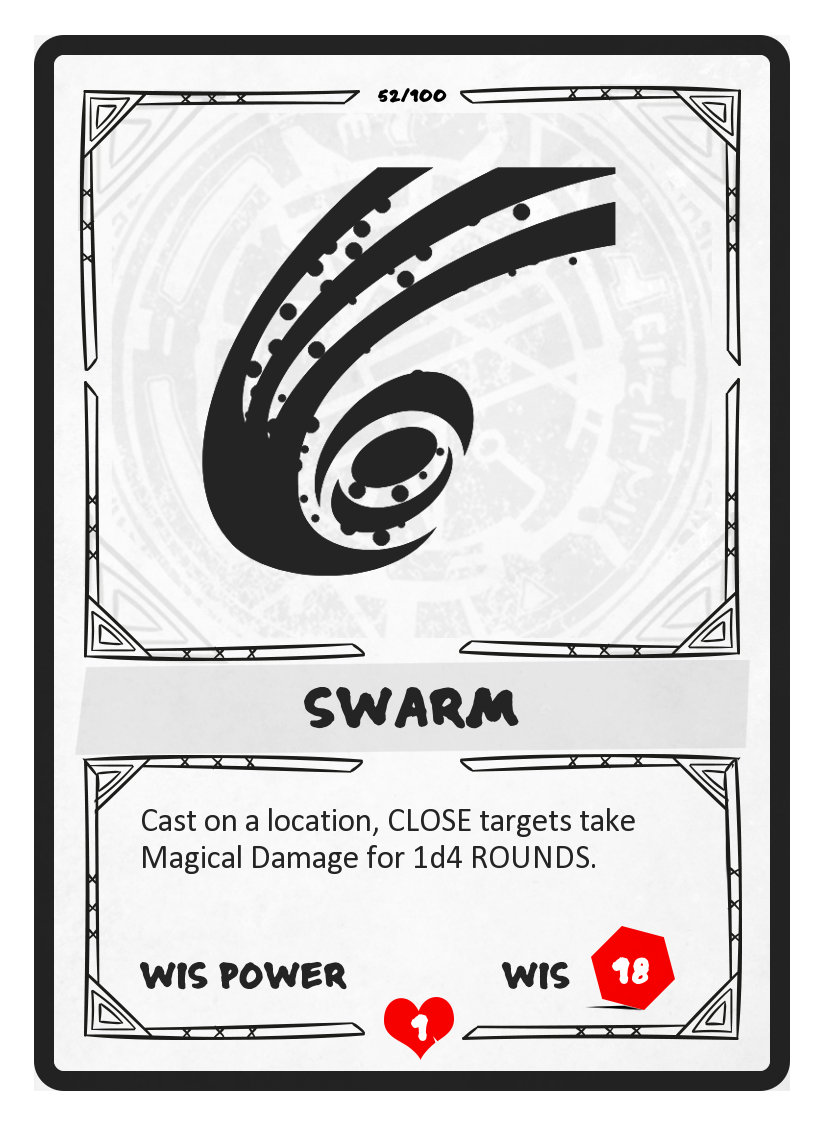 52/100
SWARM
Cast on a location, CLOSE targets take
Magical Damage for 1d4 ROUNDS.
WIS POWER
WIS 18
1